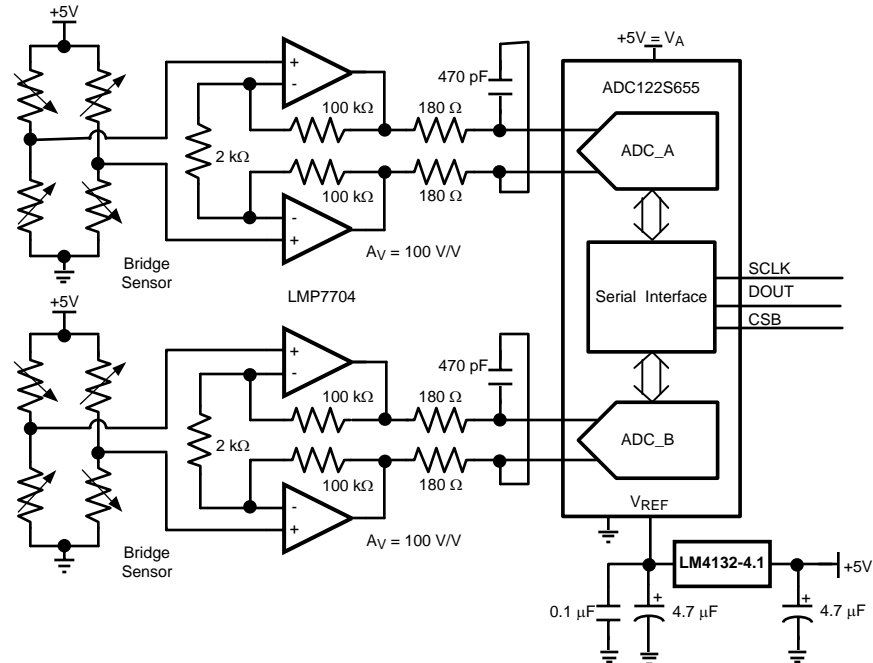 +5V
+5V = VA
470 pF
ADC122S655
+
-
100 kΩ
180 Ω
ADC_A
2 kΩ
100 kΩ
180 Ω
-
+
AV = 100 V/V
Bridge
Sensor
SCLK
DOUT
CSB
Serial Interface
LMP7704
+5V
470 pF
+
-
100 kΩ
180 Ω
ADC_B
2 kΩ
100 kΩ
180 Ω
-
+
AV = 100 V/V
Bridge
Sensor
VREF
LM4132-4.1
+5V
0.1 µF
+
4.7 µF
+
4.7 µF